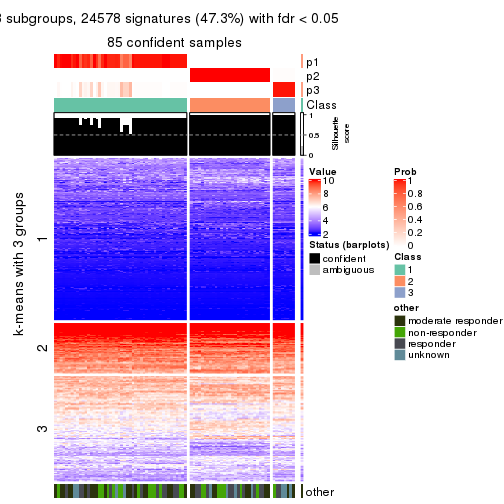 3 subgroups, 24578 signatures (47.3%) with fdr < 0.05
85 confident samples
p1
p2
p3
Class
1
0.5
0
Silhouette
score
k-means with 3 groups
1
2
3
Value
10
8
6
4
2
Status (barplots)
confident
ambiguous
Prob
1
0.8
0.6
0.4
0.2
0
Class
1
2
3
other
moderate responder
non-responder
responder
unknown
other